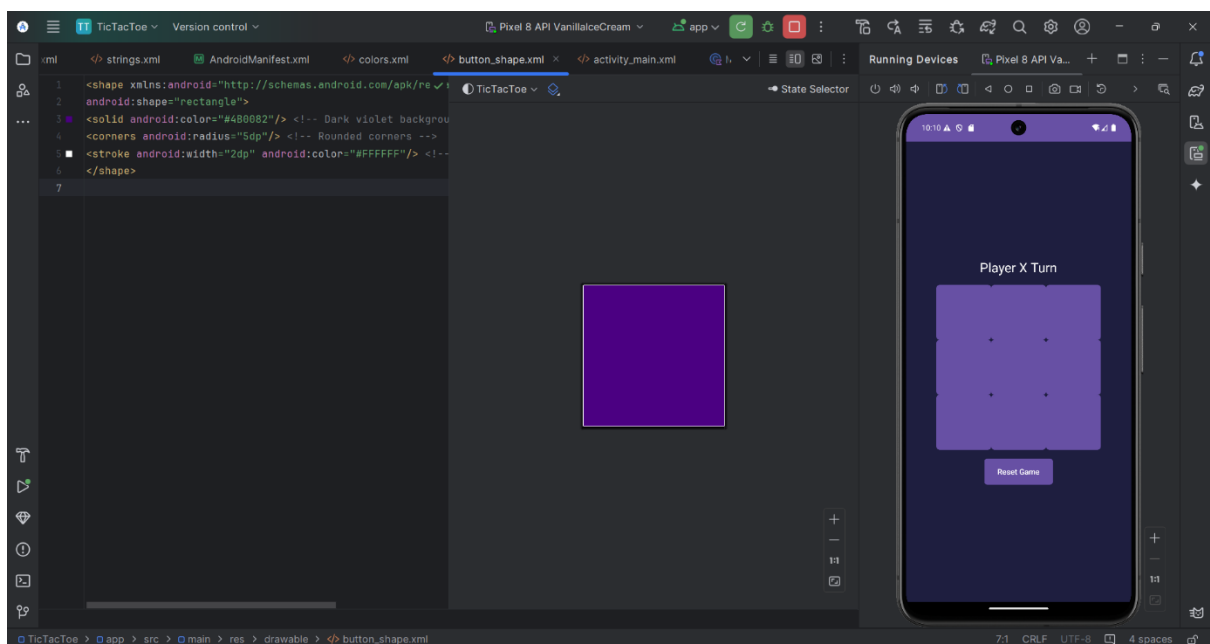 TT TicTacToe Version control Pixel 8 API VanillaIceCream app
xml strings.xml AndroidManifest.xml colors.xml button_shape.xml activity_main.xml Running Devices Pixel 8 API Va...
TicTacToe State Selector
1 <shape xmlns:android="http://schemas.android.com/apk/re
2 android:shape="rectangle">
3 <solid android:color="#4B0082"/> <!-- Dark violet backgrou
4 <corners android:radius="5dp"/> <!-- Rounded corners -->
5 <stroke android:width="2dp" android:color="#FFFFFF"/> <!--
6 </shape>
7
10:10
Player X Turn
Reset Game
1:1
1:1
TicTacToe > app > src > main > res > drawable > button_shape.xml 7:1 CRLF UTF-8 4 spaces